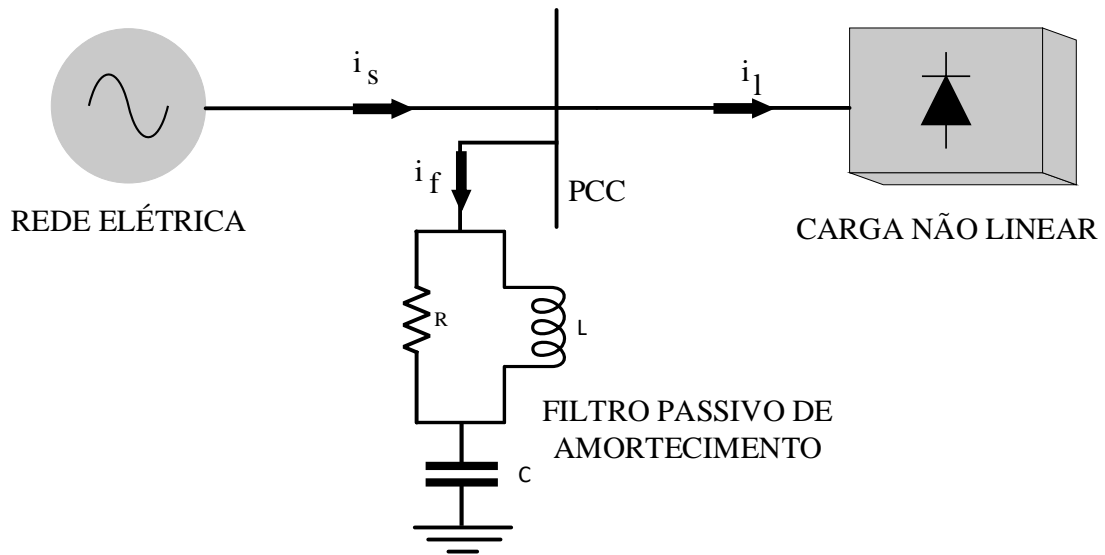 i s
i l
i f
PCC
REDE ELÉTRICA
CARGA NÃO LINEAR
R
L
FILTRO PASSIVO DE
AMORTECIMENTO
C